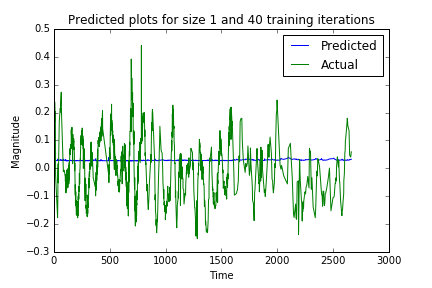 Predicted plots for size 1 and 40 training iterations
0.5
0.4
0.3
0.2
0.1
0.0
−0.1
−0.2
−0.3
Magnitude
Predicted
Actual
0 500 1000 1500 2000 2500 3000
Time